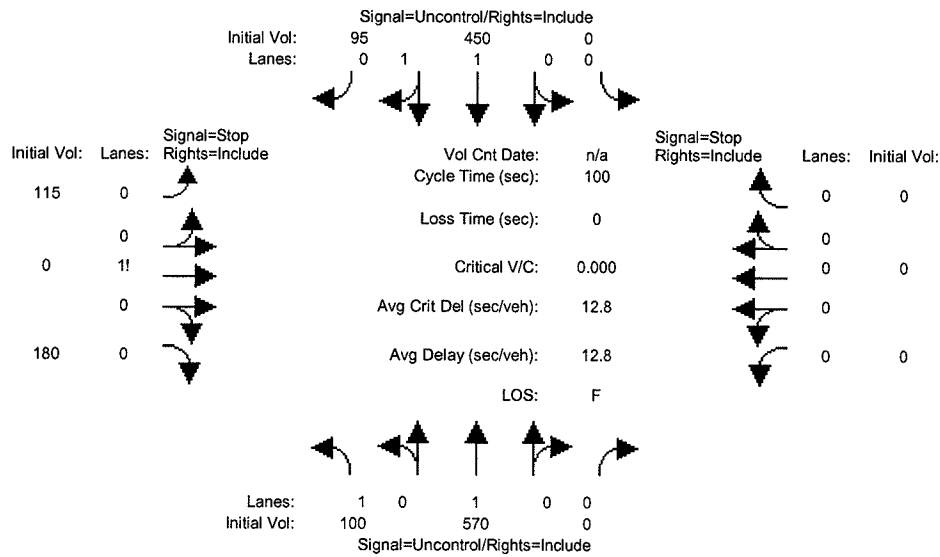 Signal=Uncontrol/Rights=Include
Initial Vol: 95 450 0
Lanes: 0 1 1 0 0
Signal=Stop
Initial Vol: Lanes: Rights=Include
115 0
0
0 1!
0
180 0
Vol Cnt Date: n/a
Cycle Time (sec): 100
Loss Time (sec): 0
Critical V/C: 0.000
Avg Crit Del (sec/veh): 12.8
Avg Delay (sec/veh): 12.8
LOS: F
Signal=Stop
Rights=Include Lanes: Initial Vol:
0 0
0
0 0
0
0 0
Lanes: 1 0 1 0 0
Initial Vol: 100 570 0
Signal=Uncontrol/Rights=Include